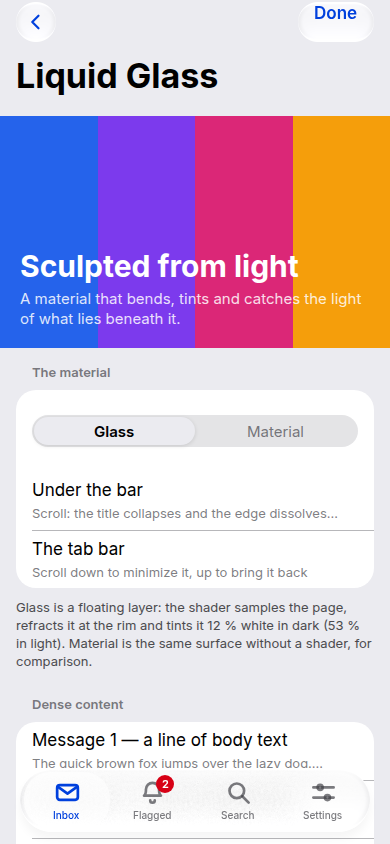 Done
Liquid Glass
Sculpted from light
A material that bends, tints and catches the light
of what lies beneath it.
The material
Glass
Material
Under the bar
Scroll: the title collapses and the edge dissolves...
The tab bar
Scroll down to minimize it, up to bring it back
Glass is a floating layer: the shader samples the page,
refracts it at the rim and tints it 12 % white in dark (53 %
in light). Material is the same surface without a shader, for
comparison.
Dense content
Message 1 — a line of body text
The quick brown fox jumps over the lazy dog....
2
Inbox
Flagged
Search
Settings